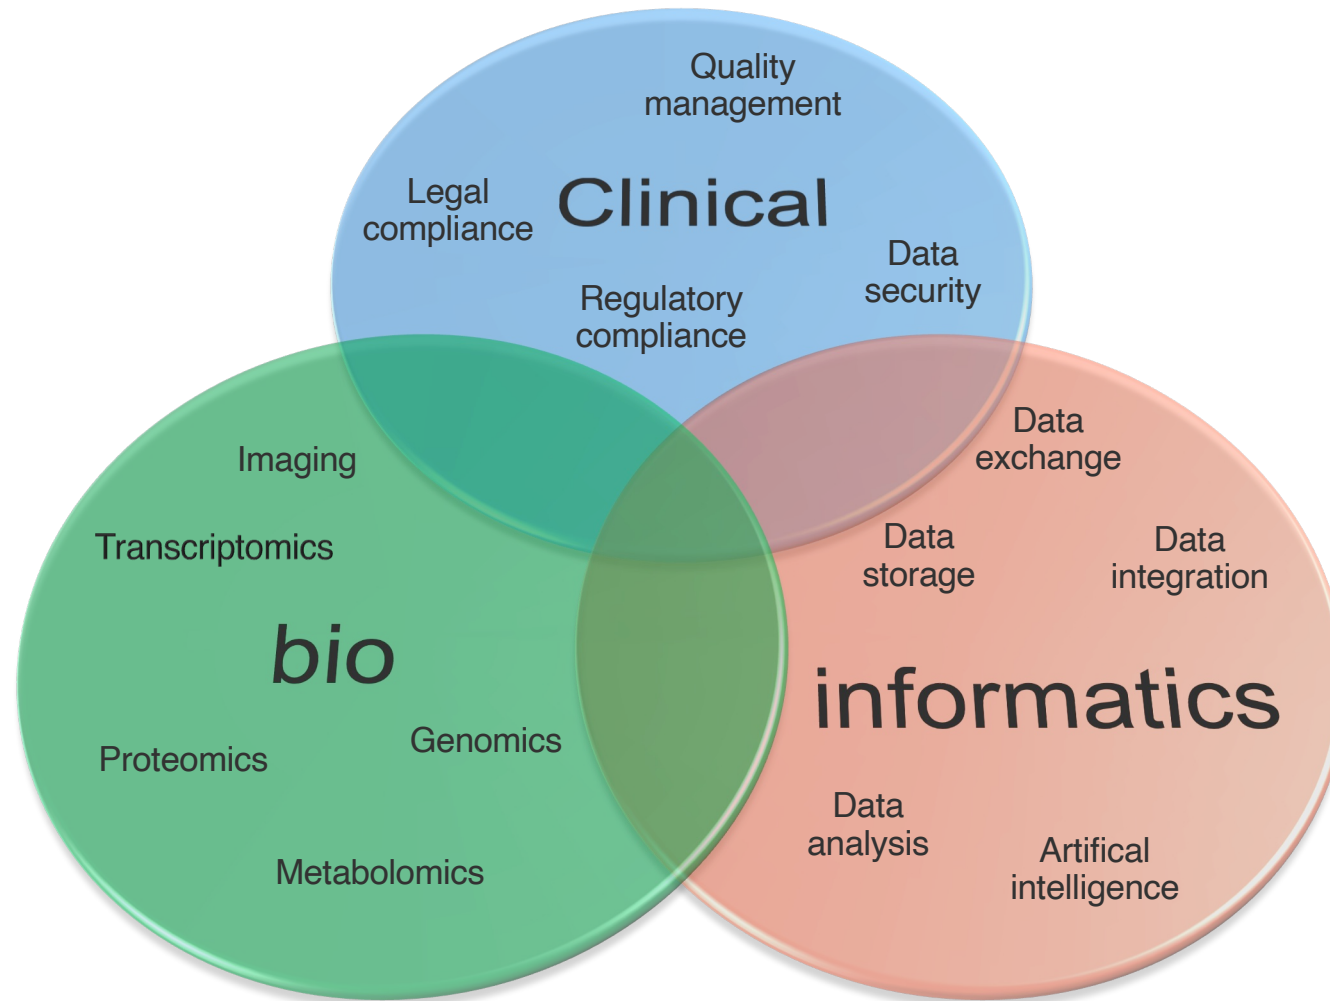 Quality
management
Legal
compliance
Clinical
Data
security
Regulatory
compliance
Imaging
Transcriptomics
bio
Proteomics
Genomics
Metabolomics
Data
exchange
Data
storage
Data
integration
informatics
Data
analysis
Artifical
intelligence